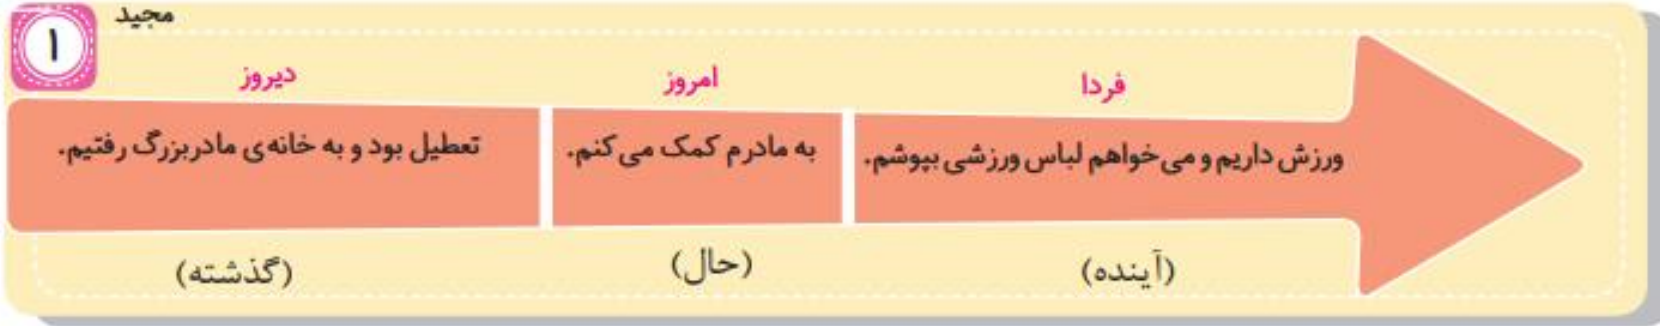 ۱
مجید
دیروز
امروز
فردا
تعطیل بود و به خانه‌ی مادربزرگ رفتیم.
به مادرم کمک می‌کنم.
ورزش داریم و می‌خواهم لباس ورزشی بپوشم.
(گذشته)
(حال)
(آینده)